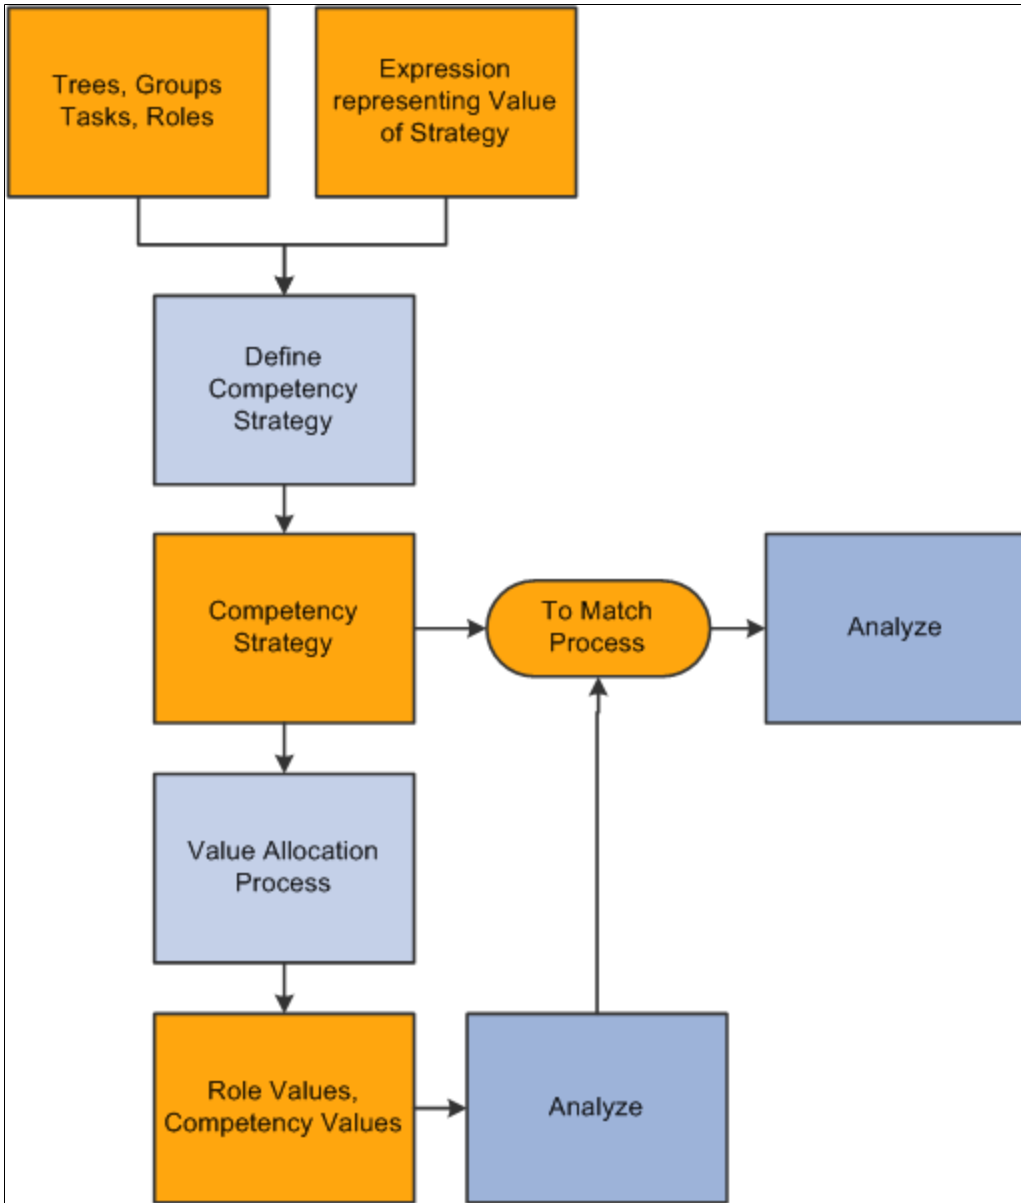 Trees, Groups
Tasks, Roles
Expression
representing Value
of Strategy
Define
Competency
Strategy
Competency
Strategy
To Match
Process
Analyze
Value Allocation
Process
Role Values,
Competency Values
Analyze